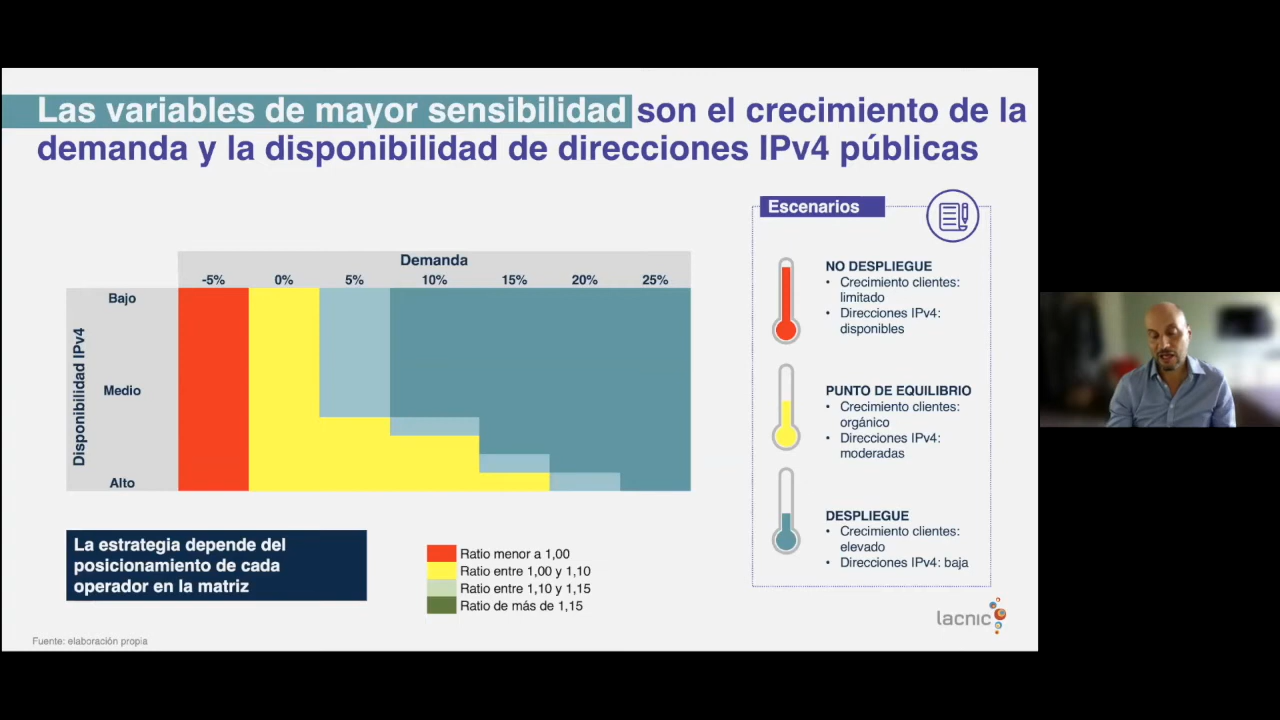 Las variables de mayor sensibilidad son el crecimiento de la
demanda y la disponibilidad de direcciones IPv4 públicas
Demanda
-5% 0% 5% 10% 15% 20% 25%
Disponibilidad IPv4
Bajo
Medio
Alto
La estrategia depende del
posicionamiento de cada
operador en la matriz
Ratio menor a 1,00
Ratio entre 1,00 y 1,10
Ratio entre 1,10 y 1,15
Ratio de más de 1,15
Escenarios
NO DESPLIEGUE
• Crecimiento clientes:
limitado
• Direcciones IPv4:
disponibles
PUNTO DE EQUILIBRIO
• Crecimiento clientes:
orgánico
• Direcciones IPv4:
moderadas
DESPLIEGUE
• Crecimiento clientes:
elevado
• Direcciones IPv4: baja
lacnic
Fuente: elaboración propia